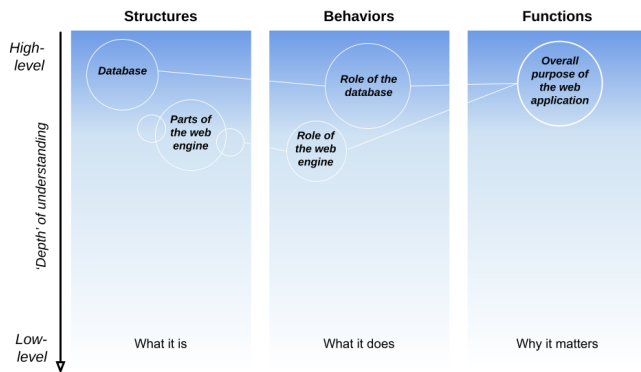 Structures
Behaviors
Functions
High-
level
'Depth' of understanding
Low-
level
Database
Parts of
the web
engine
What it is
Role of the
database
Role of
the web
engine
What it does
Overall
purpose of
the web
application
Why it matters